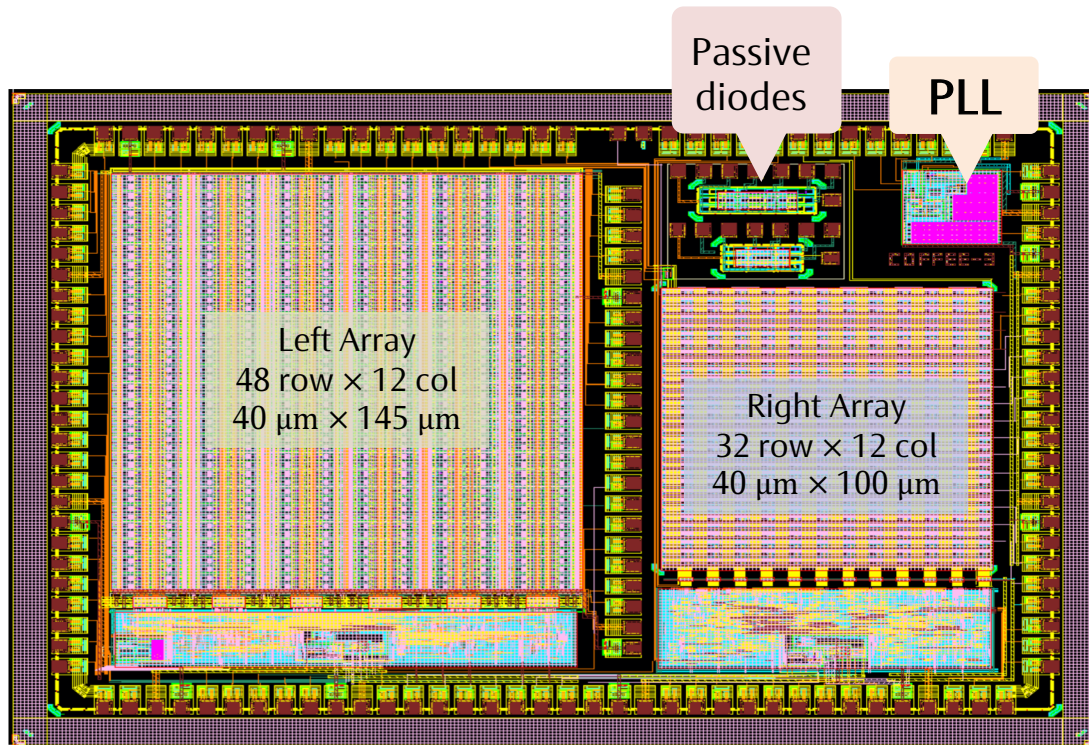 Passive
diodes
PLL
COFFEE-3
Left Array
48 row × 12 col
40 μm × 145 μm
Right Array
32 row × 12 col
40 μm × 100 μm